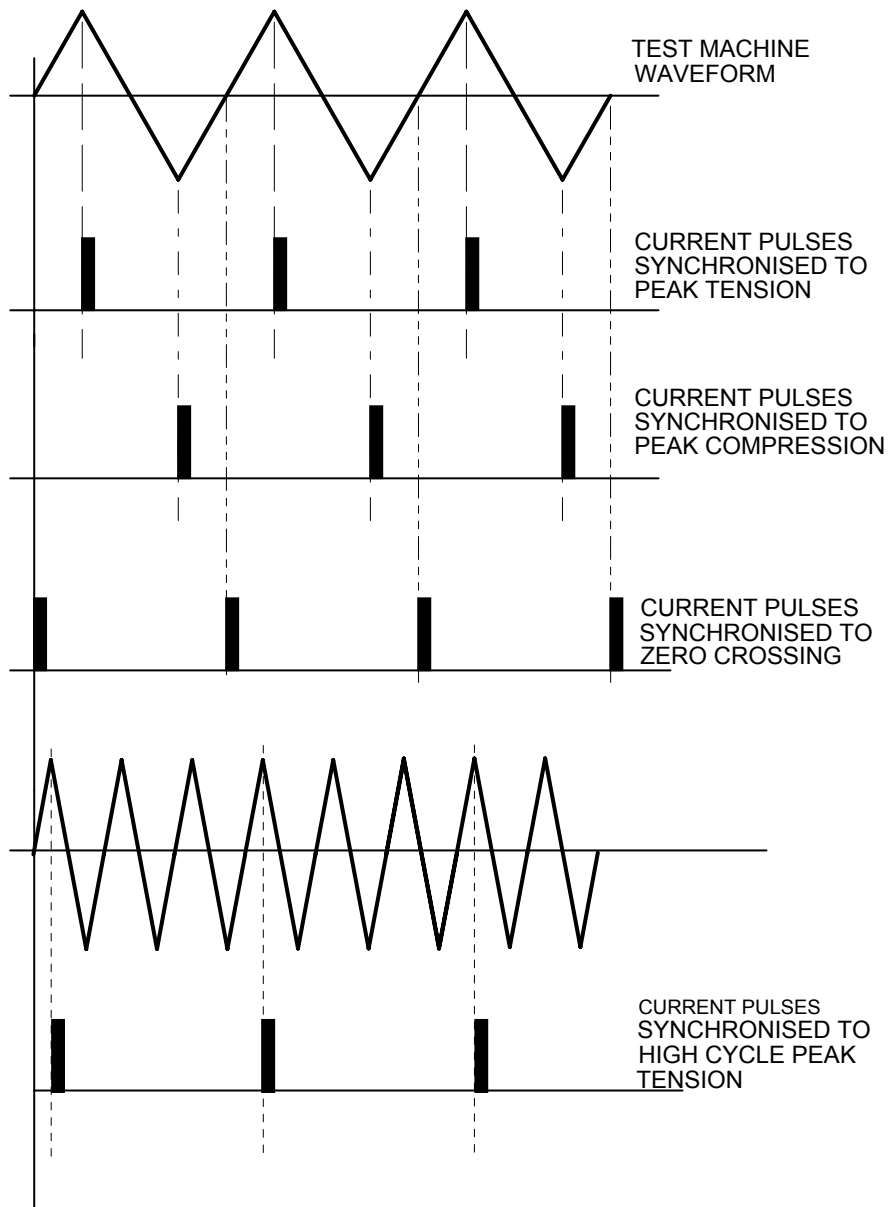 TEST MACHINE
WAVEFORM
CURRENT PULSES
SYNCHRONISED TO
PEAK TENSION
CURRENT PULSES
SYNCHRONISED TO
PEAK COMPRESSION
CURRENT PULSES
SYNCHRONISED TO
ZERO CROSSING
CURRENT PULSES
SYNCHRONISED TO
HIGH CYCLE PEAK
TENSION